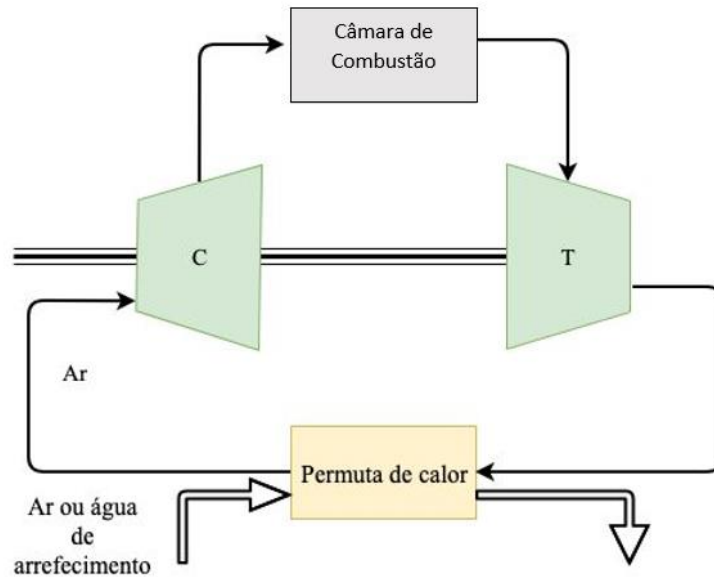 Câmara de
Combustão
C
T
Ar
Permuta de calor
Ar ou água
de
arrefecimento